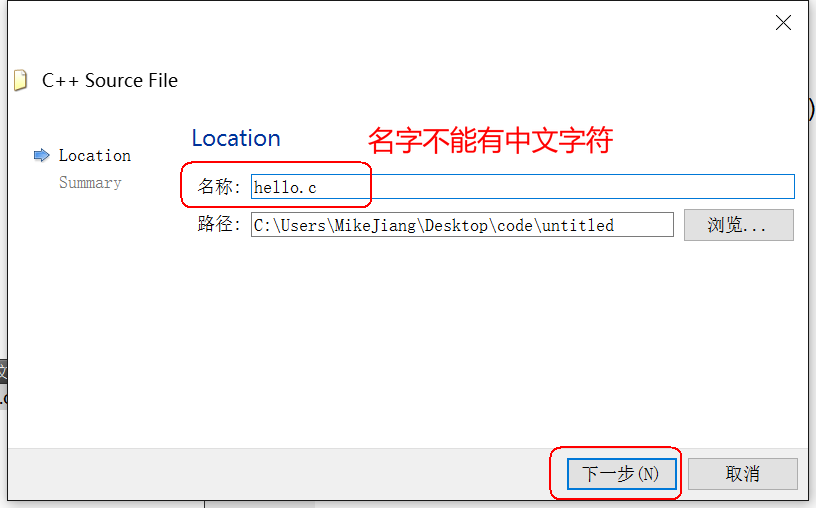 C++ Source File
Location
Summary
Location
名字不能有中文字符
名称: hello.c
路径: C:\Users\MikeJiang\Desktop\code\untitled
浏览...
下一步(N)
取消